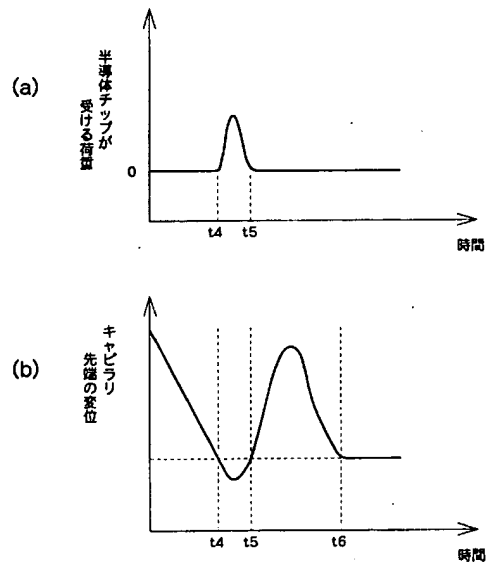 (a)
半導体チップが
受ける荷重
0
t4
t5
時間
(b)
キャピラリ
先端の変位
t4
t5
t6
時間